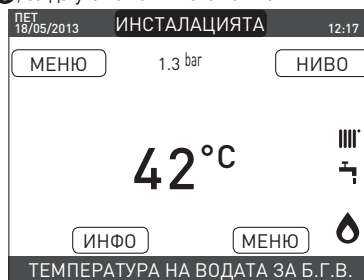 ПЕТ
18/05/2013 ИНСТАЛАЦИЯТА 12:17
МЕНЮ 1.3 bar НИВО
42°C
ИНФО МЕНЮ
ТЕМПЕРАТУРА НА ВОДАТА ЗА Б.Г.В.